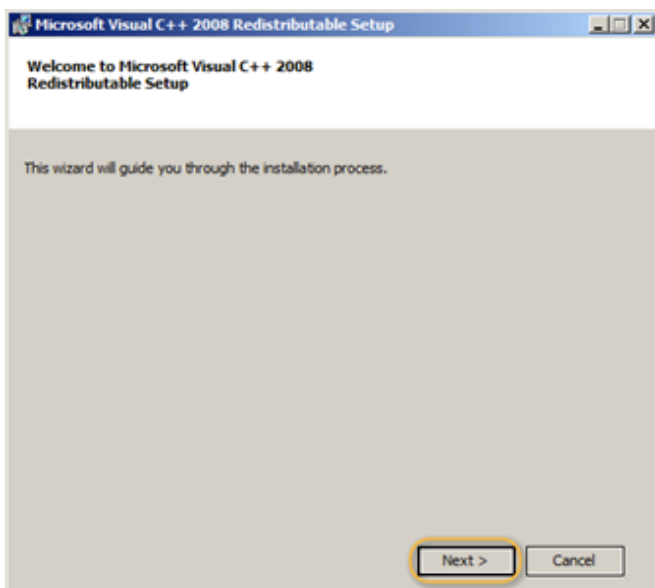 Microsoft Visual C++ 2008 Redistributable Setup
Welcome to Microsoft Visual C++ 2008
Redistributable Setup
This wizard will guide you through the installation process.
Next >
Cancel